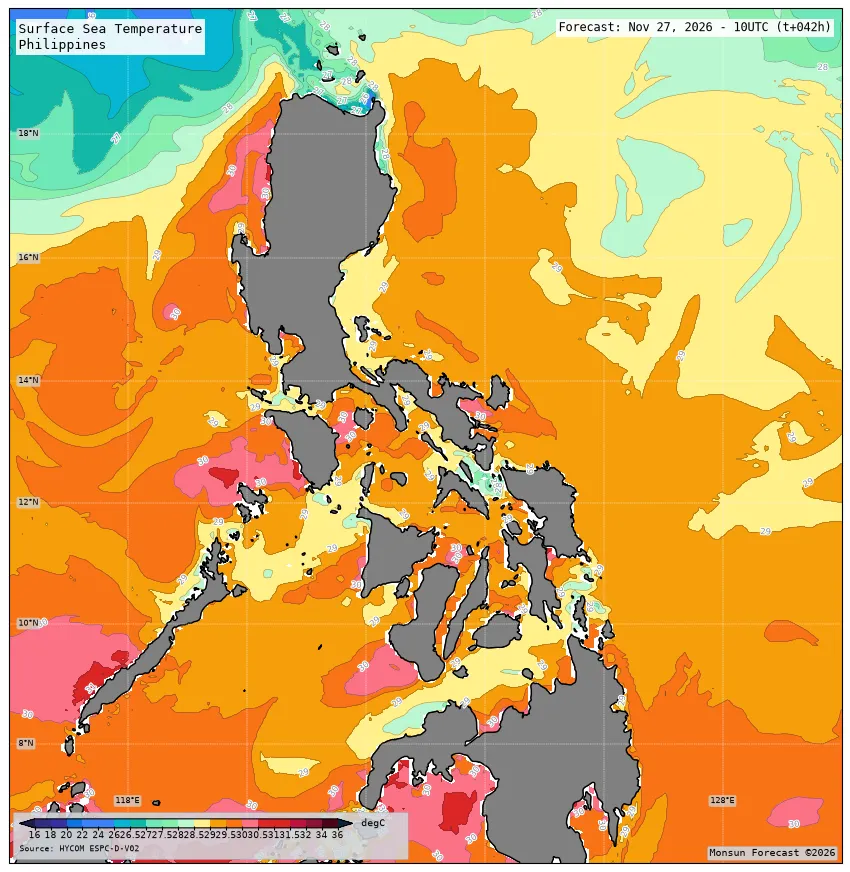 Surface Sea Temperature
Philippines
Forecast: Nov 27, 2026 - 10UTC (t+042h)
18°N
16°N
14°N
12°N
10°N
8°N
118°E
128°E
16 18 20 22 24 26 26.5 27 27.5 28 28.5 29 29.5 30 30.5 31 31.5 32 34 36
degC
Source: HYCOM ESPC-D-V02
Monsun Forecast ©2026